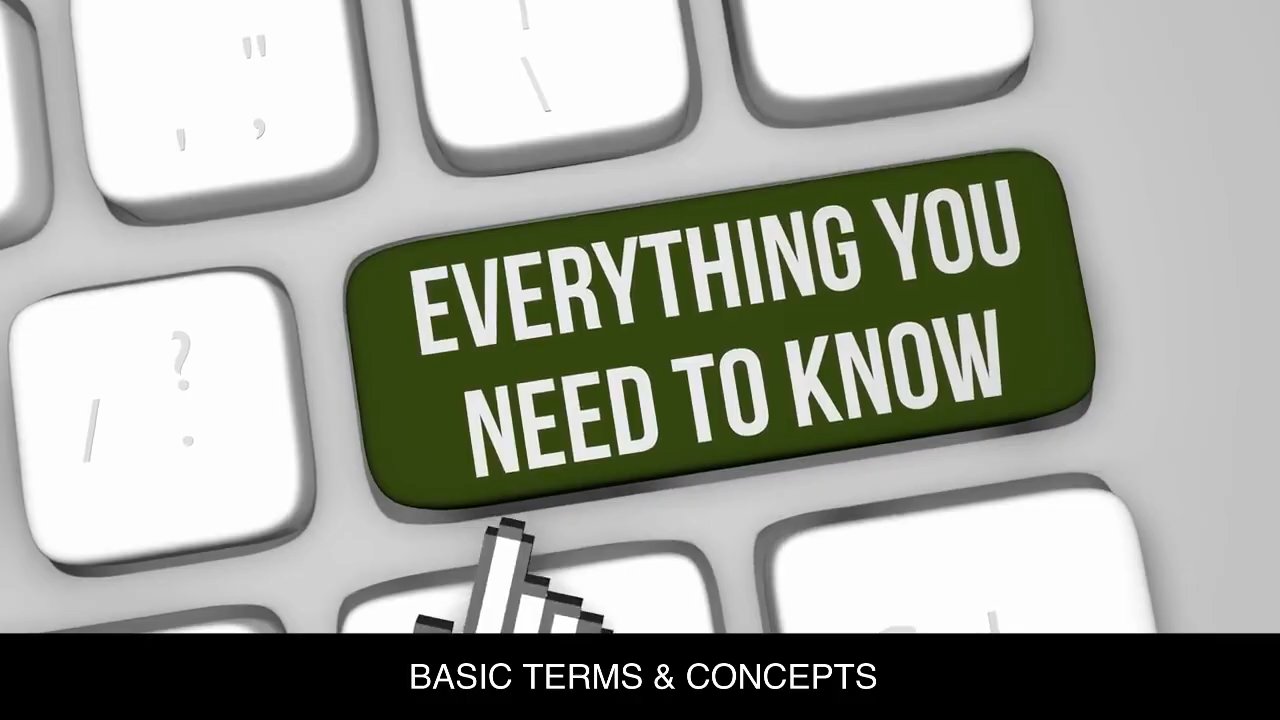 "
' ,
|
\
EVERYTHING YOU
NEED TO KNOW
?
/ .
BASIC TERMS & CONCEPTS